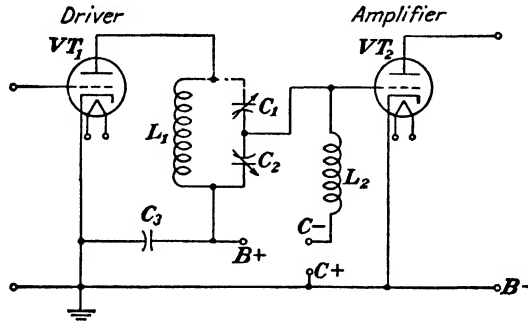 Driver
Amplifier
VT1
VT2
C1
L1
C2
L2
C3
C-
B+
C+
B-